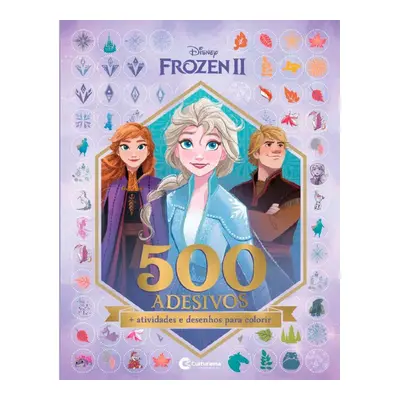 Disney
FROZEN II
500
ADESIVOS
+ atividades e desenhos para colorir
Culturama